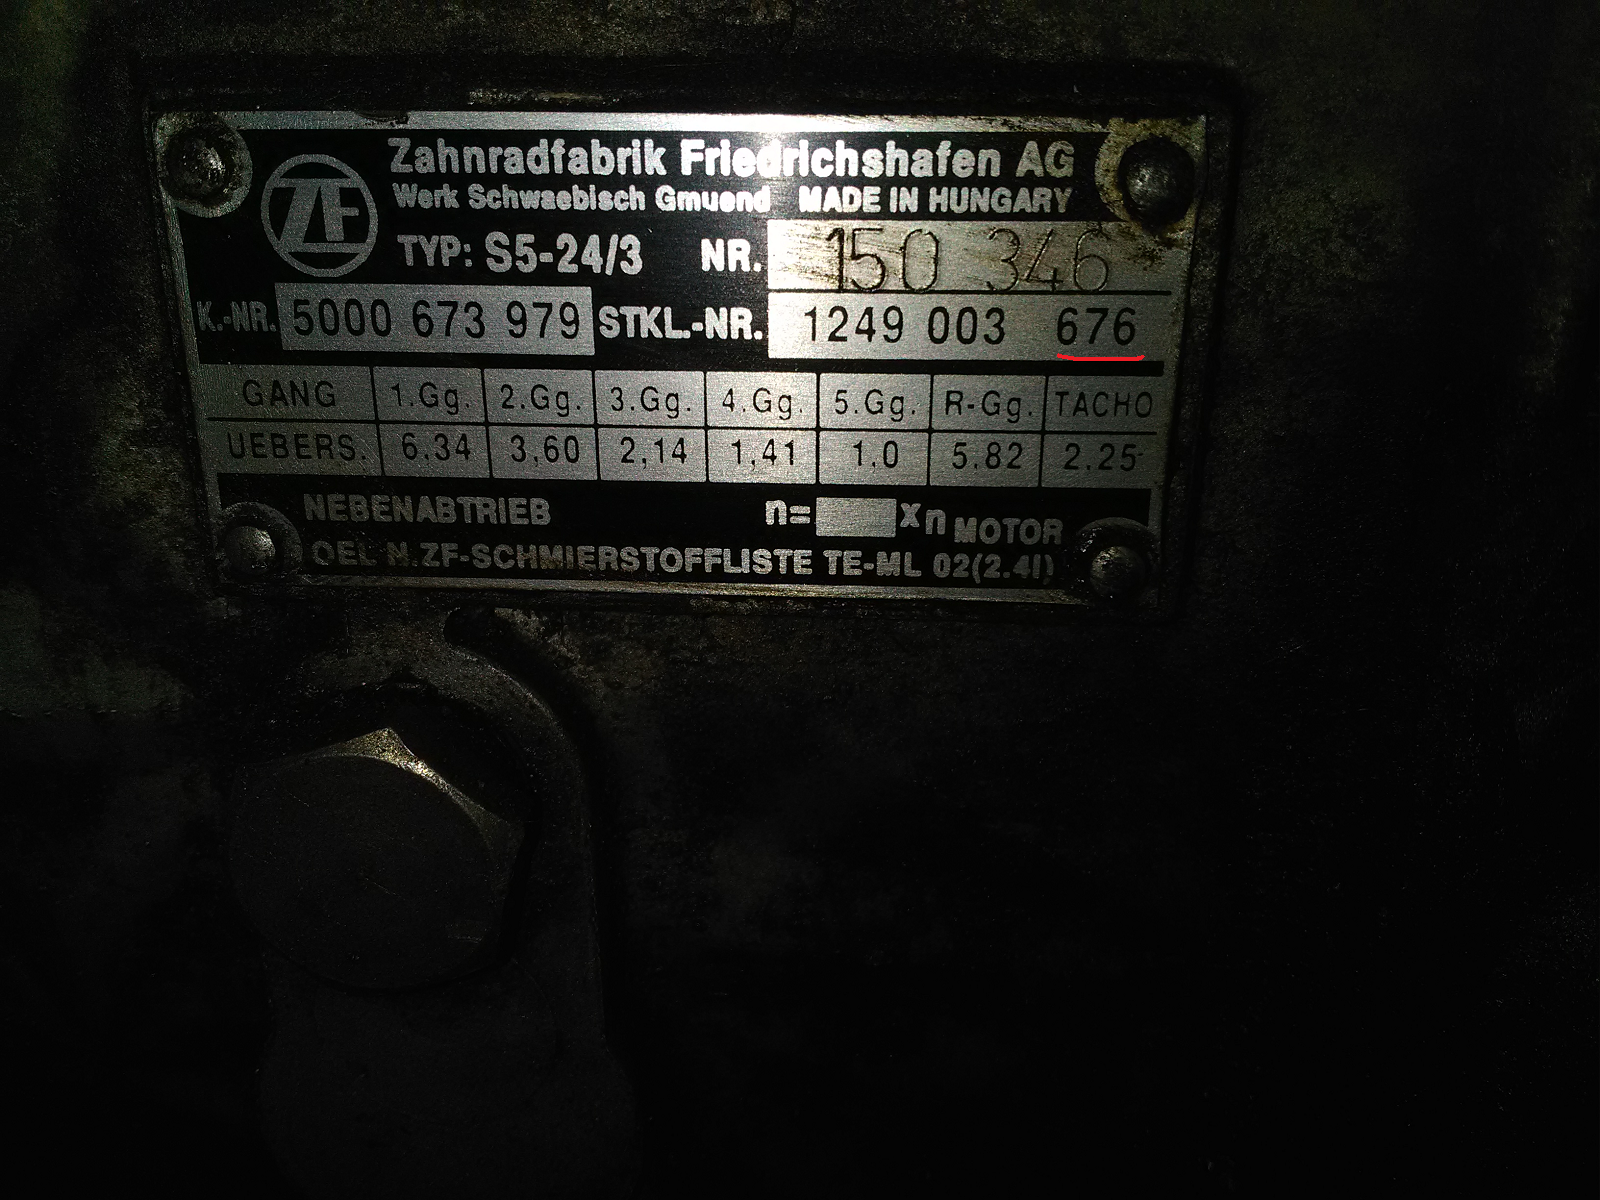 ZF
Zahnradfabrik Friedrichshafen AG
Werk Schwaebisch Gmuend MADE IN HUNGARY
TYP: S5-24/3 NR. 150 346
K.-NR. 5000 673 979 STKL.-NR. 1249 003 676
GANG 1.Gg. 2.Gg. 3.Gg. 4.Gg. 5.Gg. R-Gg. TACHO
UEBERS. 6.34 3,60 2,14 1,41 1,0 5.82 2.25
NEBENABTRIEB n= xn MOTOR
OEL N.ZF-SCHMIERSTOFFLISTE TE-ML 02(2.4l)